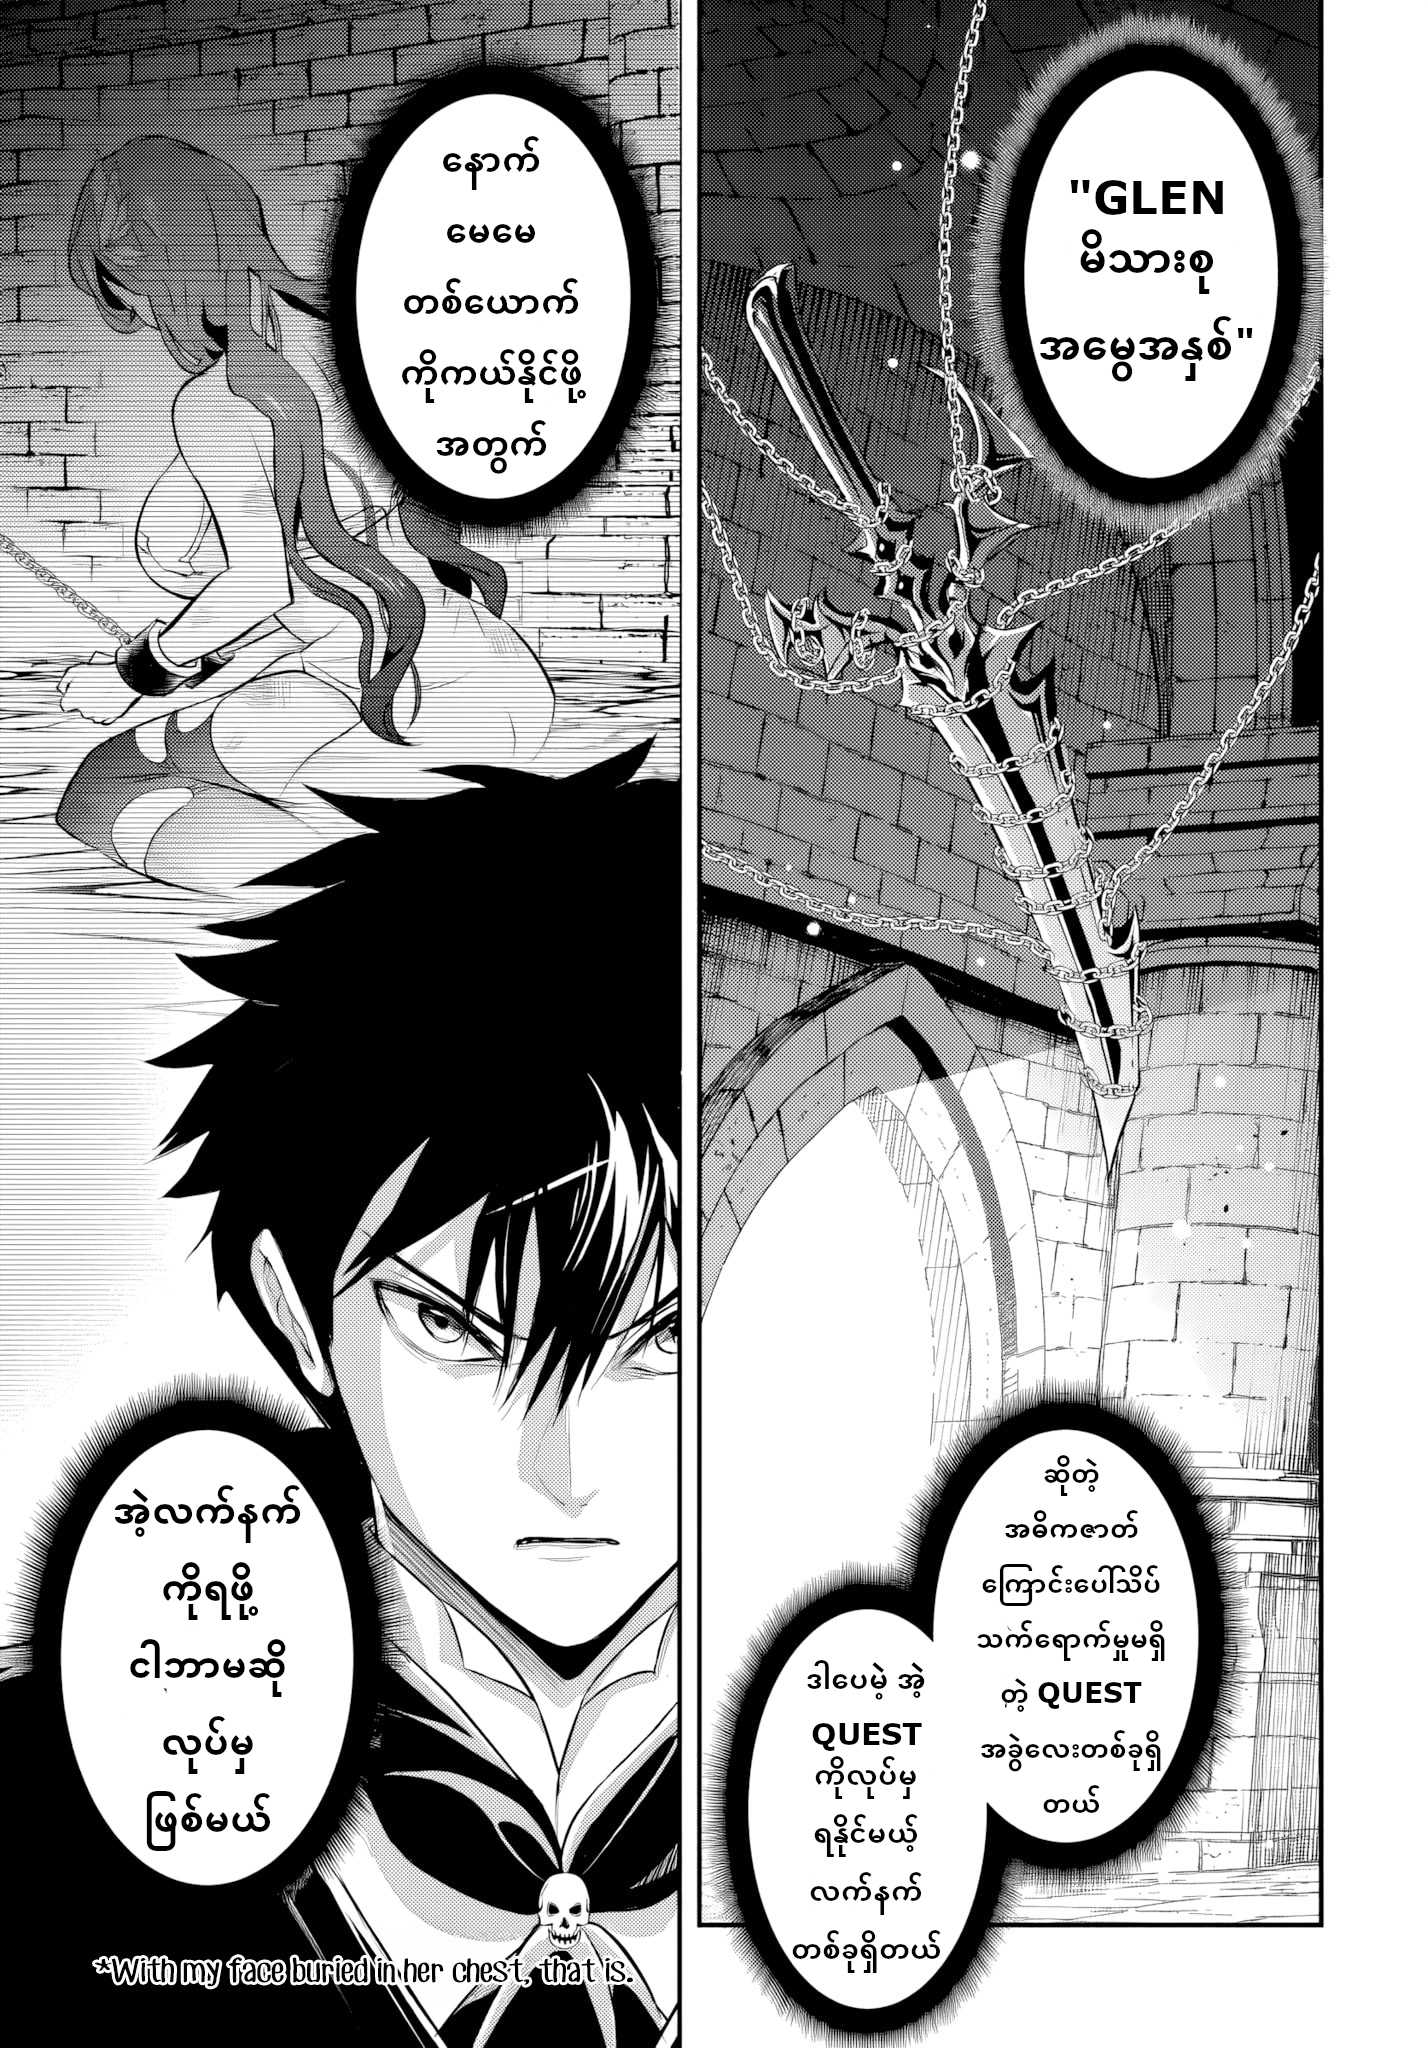 "GLEN
မိသားစု
အမွေအနှစ်"
ဆိုတဲ့
အဓိကဇာတ်
ကြောင်းပေါ်သိပ်
သက်ရောက်မှုမရှိ
တဲ့ QUEST
အခွဲလေးတစ်ခုရှိ
တယ်
ဒါပေမဲ့ အဲ့
QUEST
ကိုလုပ်မှ
ရနိုင်မယ့်
လက်နက်
တစ်ခုရှိတယ်
နောက်
မေမေ
တစ်ယောက်
ကိုကယ်နိုင်ဖို့
အတွက်
အဲ့လက်နက်
ကိုရဖို့
ငါဘာမဆို
လုပ်မှ
ဖြစ်မယ်
*With my face buried in her chest, that is.